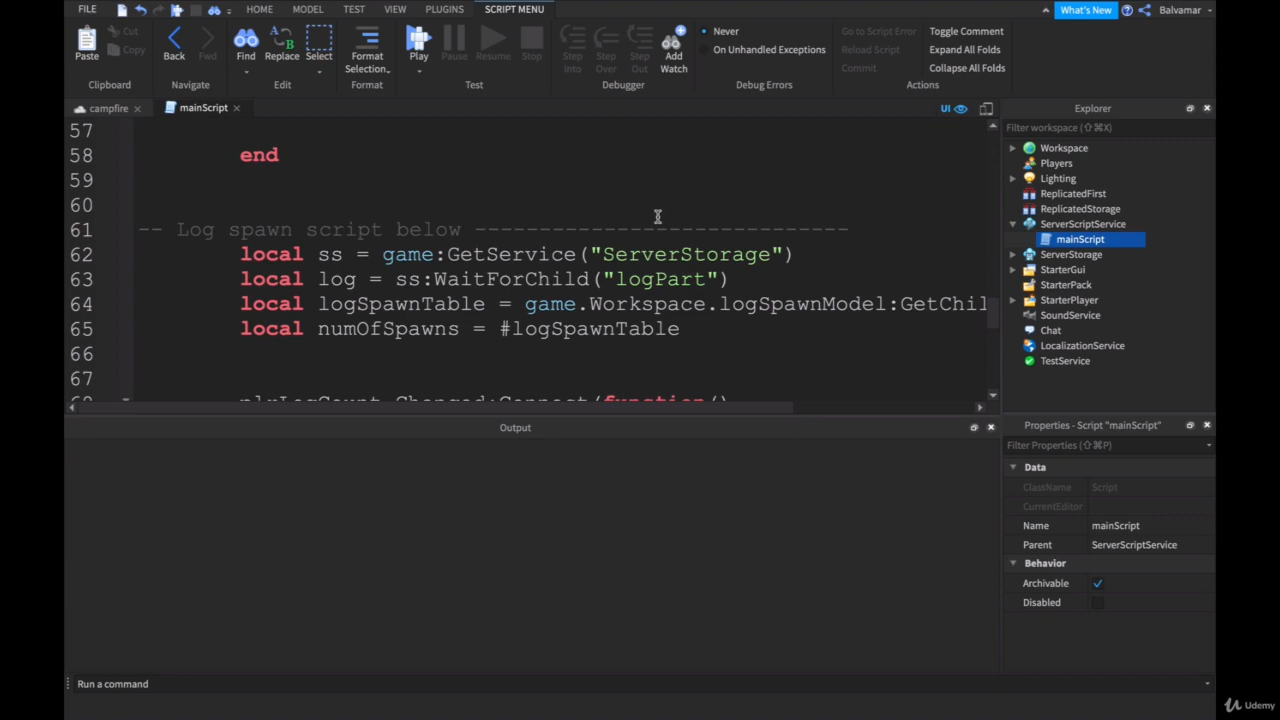 FILE HOME MODEL TEST VIEW PLUGINS SCRIPT MENU What's New Balvamar
Paste Cut Copy Back Fwd Find Replace Select Format Selection Play Pause Resume Stop Step Into Step Over Step Out Add Watch Never On Unhandled Exceptions Go to Script Error Reload Script Commit Toggle Comment Expand All Folds Collapse All Folds
Clipboard Navigate Edit Format Test Debugger Debug Errors Actions
campfire mainScript UI
57
58 end
59
60
61 -- Log spawn script below -----------------------------
62 local ss = game:GetService("ServerStorage")
63 local log = ss:WaitForChild("logPart")
64 local logSpawnTable = game.Workspace.logSpawnModel:GetChil
65 local numOfSpawns = #logSpawnTable
66
67
68 plrLogCount.Changed:Connect(function()
Output
Run a command
Explorer
Filter workspace (⇧⌘X)
Workspace
Players
Lighting
ReplicatedFirst
ReplicatedStorage
ServerScriptService
mainScript
ServerStorage
StarterGui
StarterPack
StarterPlayer
SoundService
Chat
LocalizationService
TestService
Properties - Script "mainScript"
Filter Properties (⇧⌘P)
Data
ClassName Script
CurrentEditor
Name mainScript
Parent ServerScriptService
Behavior
Archivable
Disabled
Udemy